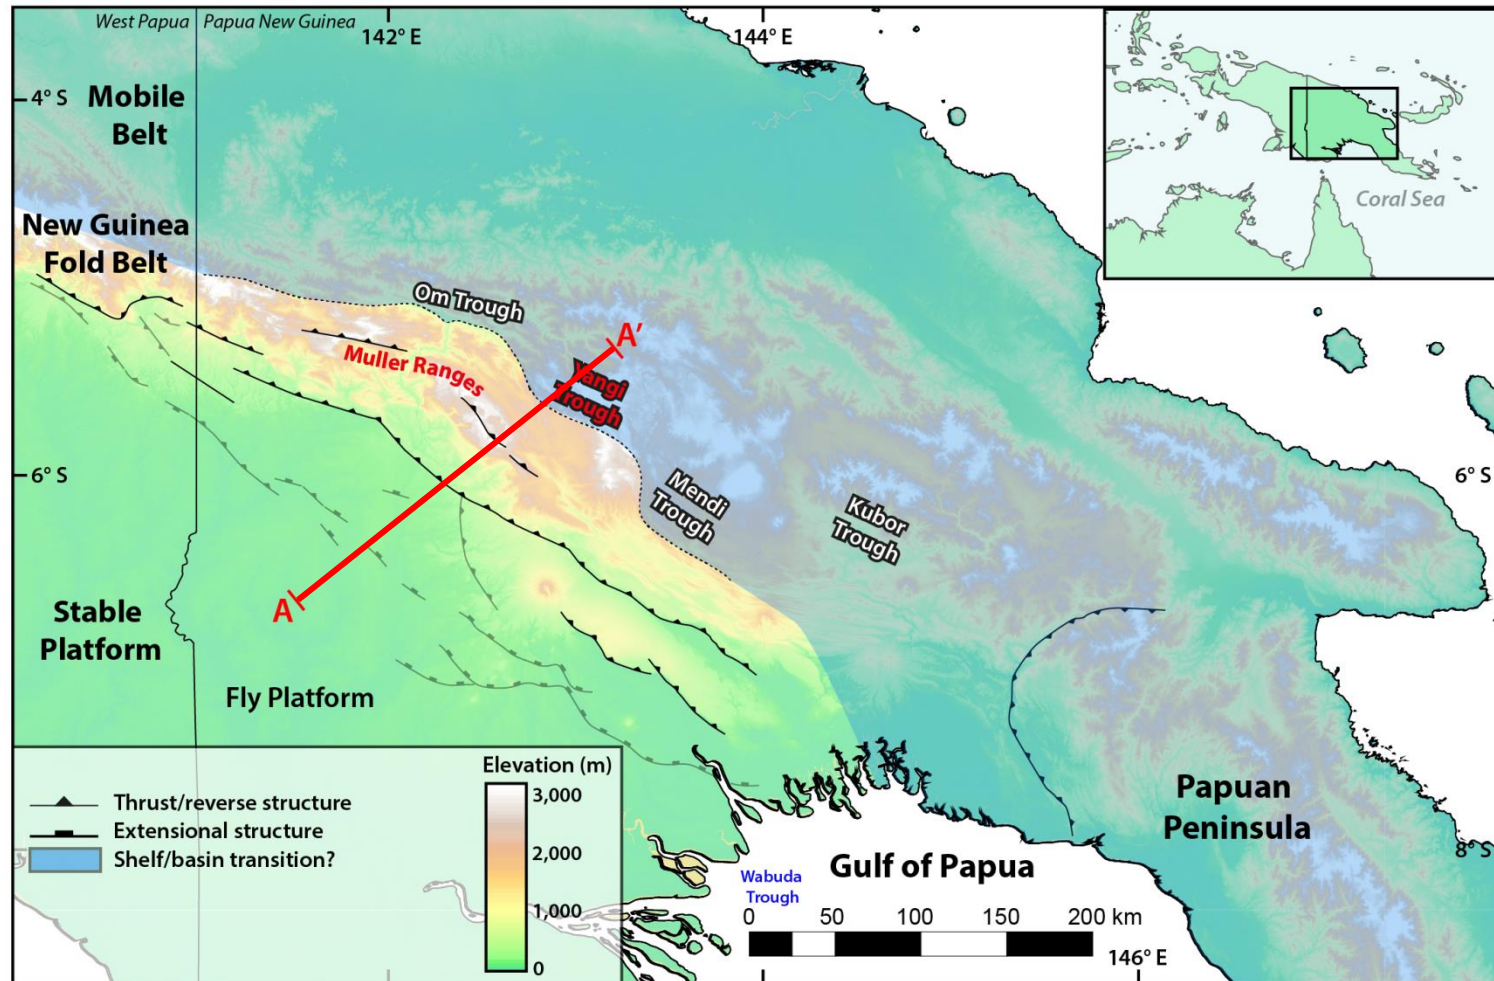 West Papua
Papua New Guinea
142° E
144° E
4° S
Mobile
Belt
Coral Sea
New Guinea
Fold Belt
Om Trough
A'
Muller Ranges
Yangi
Trough
6° S
6° S
Mendi
Trough
Kubor
Trough
A
Stable
Platform
Fly Platform
Elevation (m)
3,000
2,000
1,000
0
Thrust/reverse structure
Extensional structure
Shelf/basin transition?
Papuan
Peninsula
8° S
Gulf of Papua
Wabuda
Trough
0 50 100 150 200 km
146° E